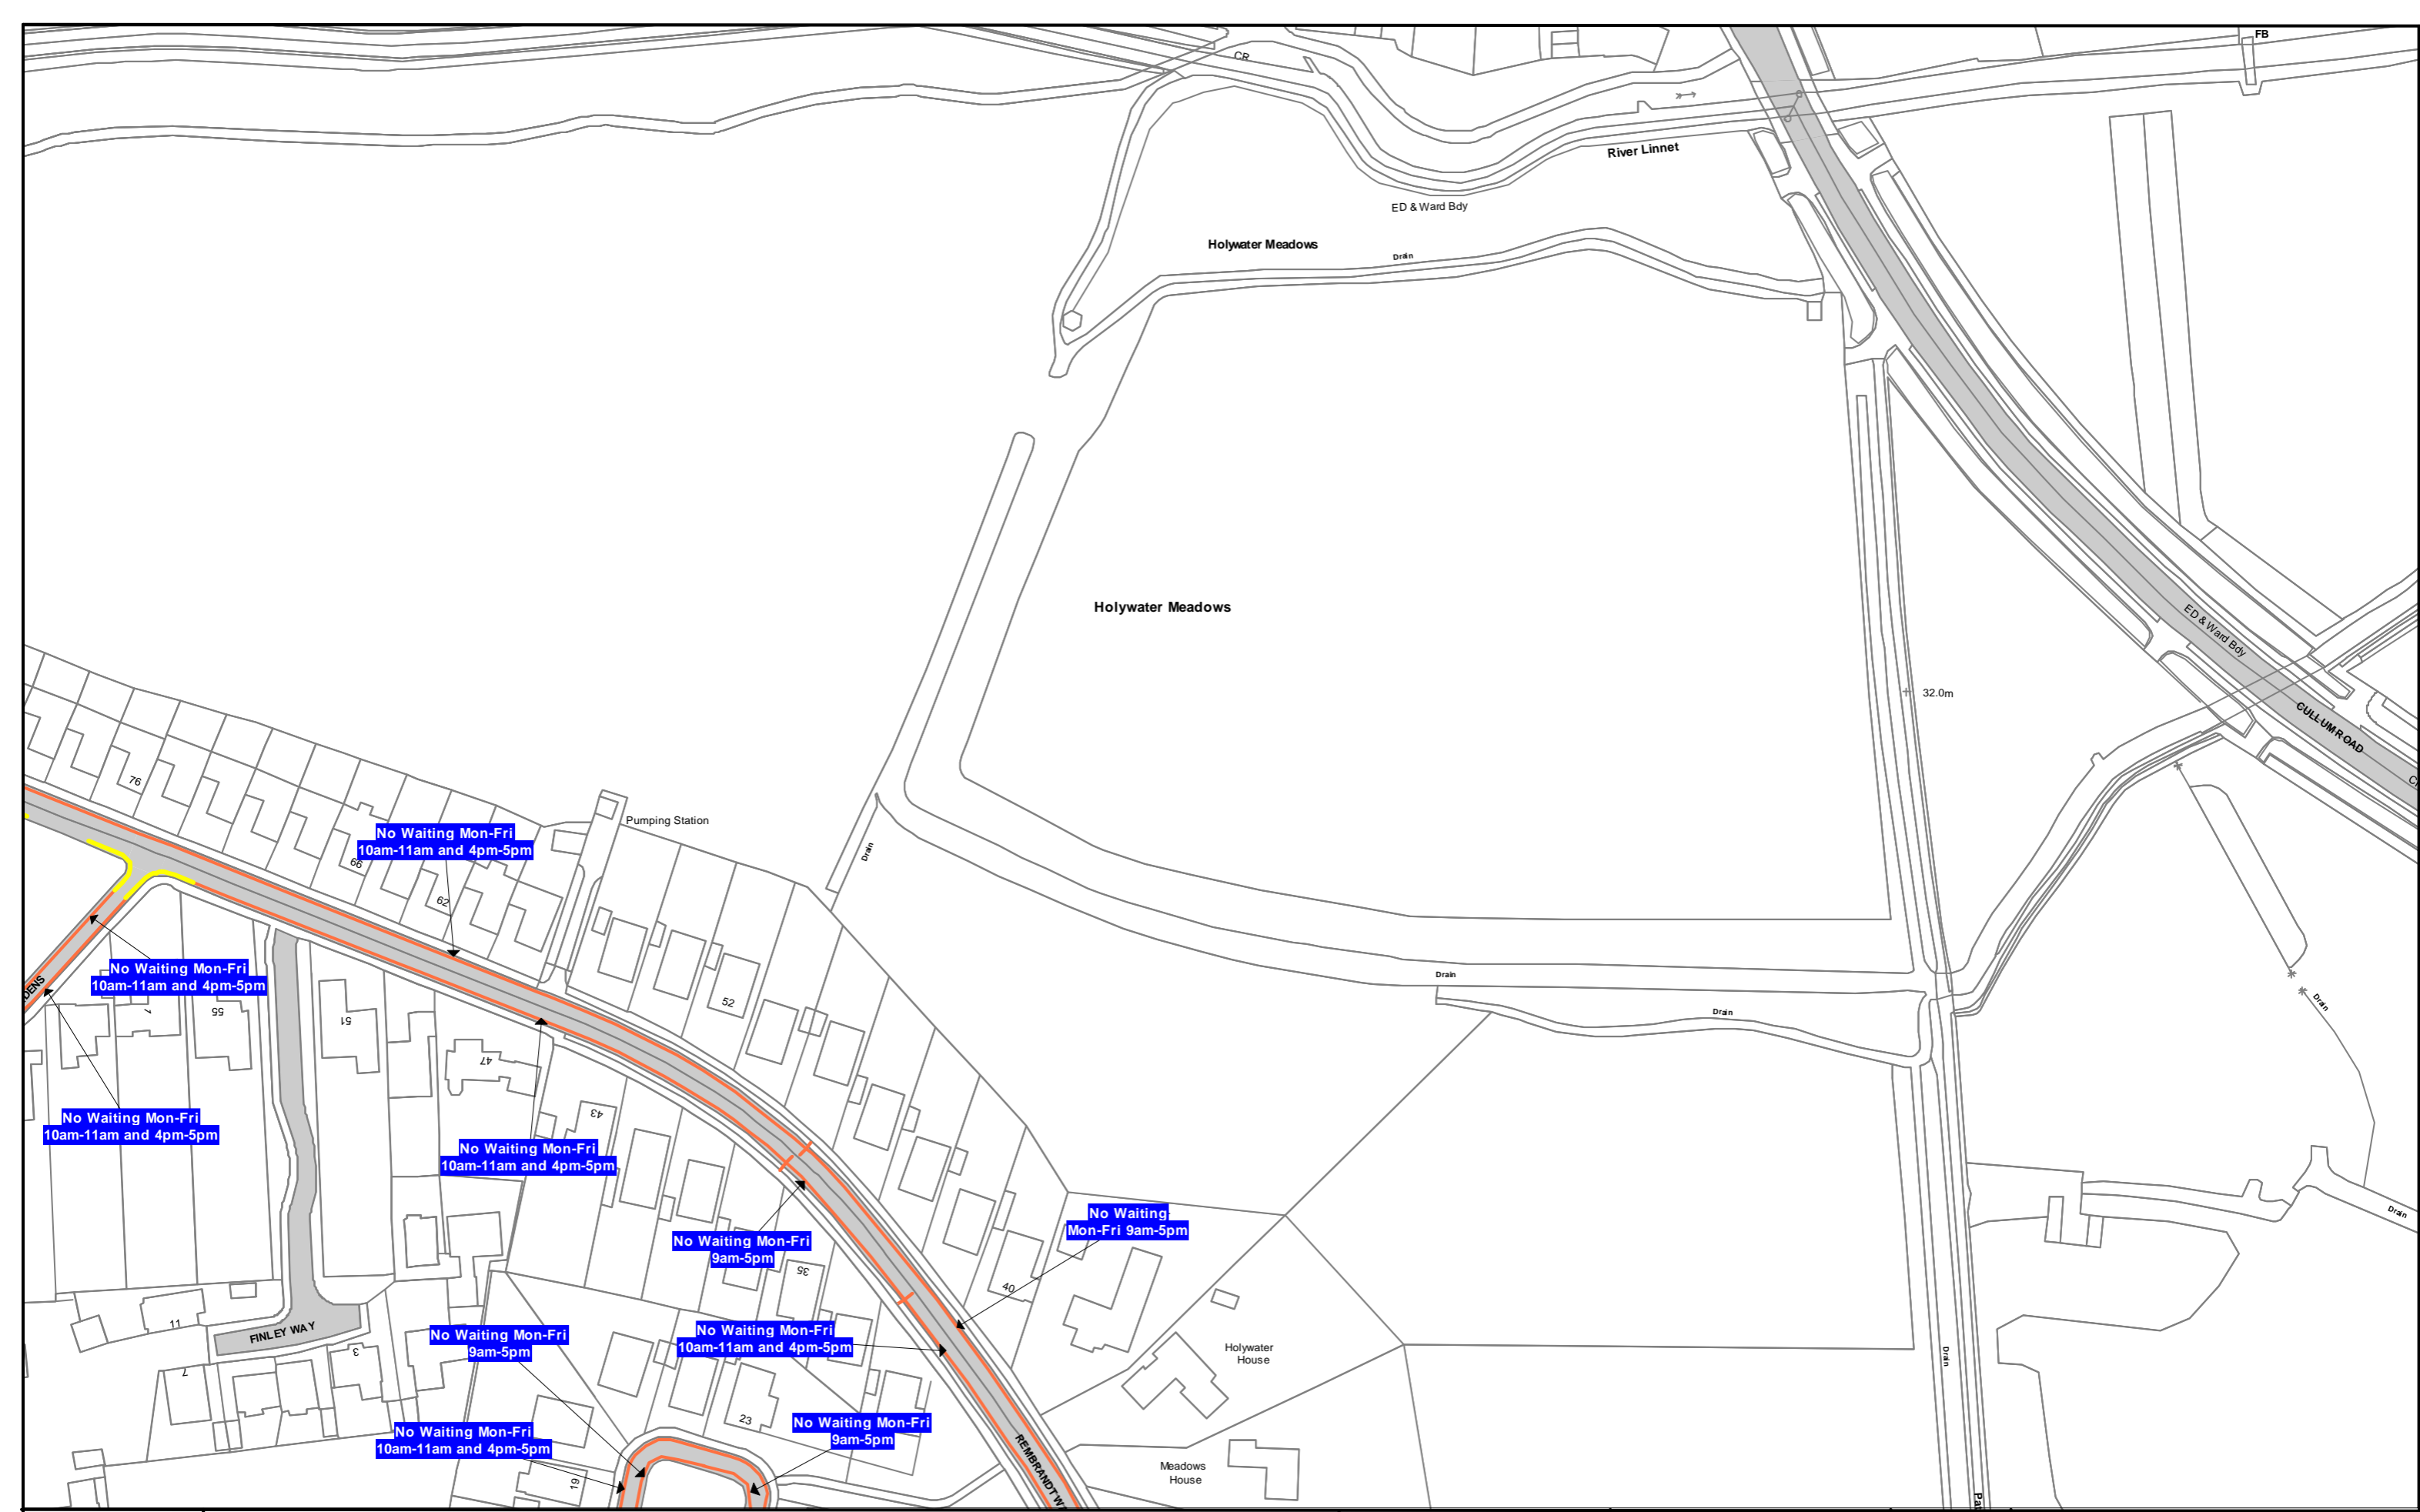 FB
CR
River Linnet
ED & Ward Bdy
Holywater Meadows
Drain
Holywater Meadows
ED & Ward Bdy
32.0m
CULLUM ROAD
76
Pumping Station
No Waiting Mon-Fri
10am-11am and 4pm-5pm
66
Drain
62
No Waiting Mon-Fri
10am-11am and 4pm-5pm
DENS
1
55
51
52
Drain
Drain
Drain
47
43
No Waiting Mon-Fri
10am-11am and 4pm-5pm
No Waiting Mon-Fri
10am-11am and 4pm-5pm
No Waiting
Mon-Fri 9am-5pm
Drain
No Waiting Mon-Fri
9am-5pm
35
40
11
FINLEY WAY
No Waiting Mon-Fri
9am-5pm
No Waiting Mon-Fri
10am-11am and 4pm-5pm
Holywater
House
Drain
3
7
23
No Waiting Mon-Fri
10am-11am and 4pm-5pm
No Waiting Mon-Fri
9am-5pm
REMBRANDT W
Meadows
House
19